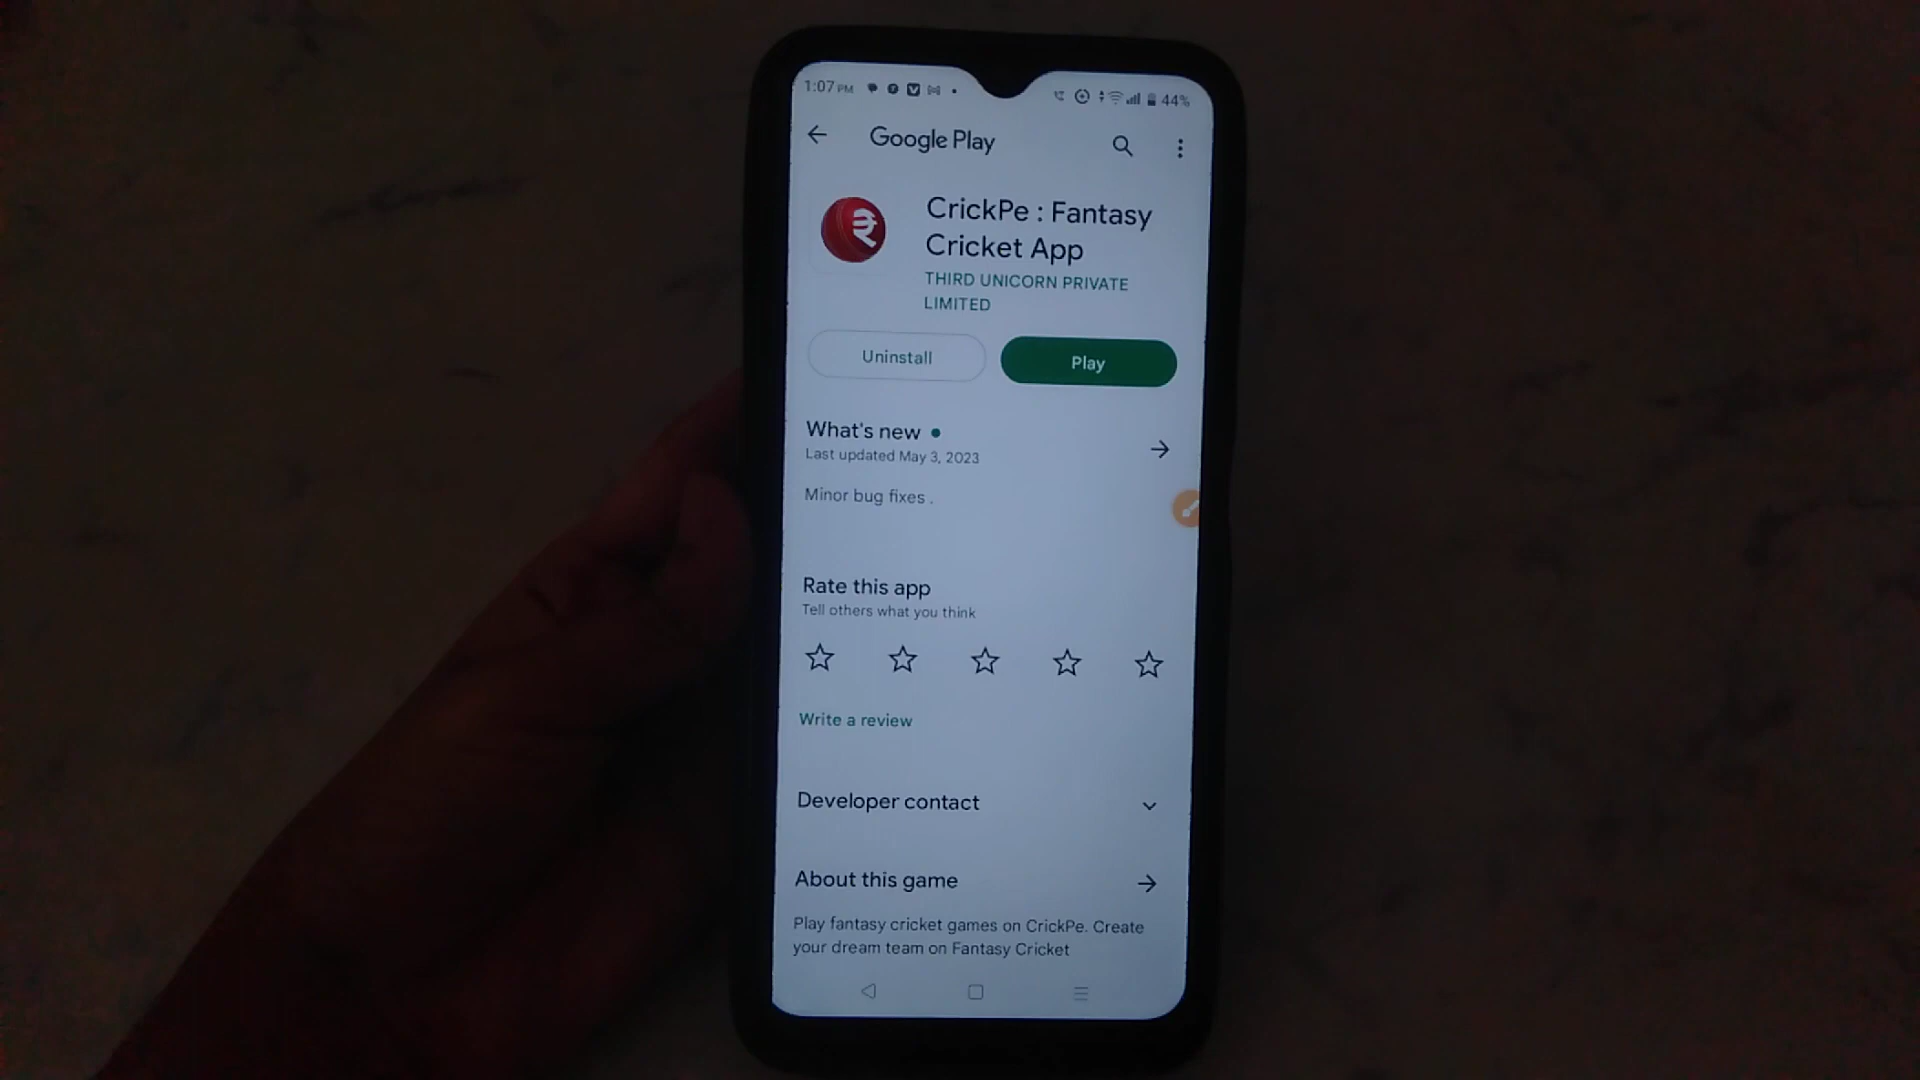 1:07 PM
44%
Google Play
CrickPe : Fantasy
Cricket App
THIRD UNICORN PRIVATE
LIMITED
Uninstall
Play
What's new
Last updated May 3, 2023
Minor bug fixes .
Rate this app
Tell others what you think
Write a review
Developer contact
About this game
Play fantasy cricket games on CrickPe. Create
your dream team on Fantasy Cricket